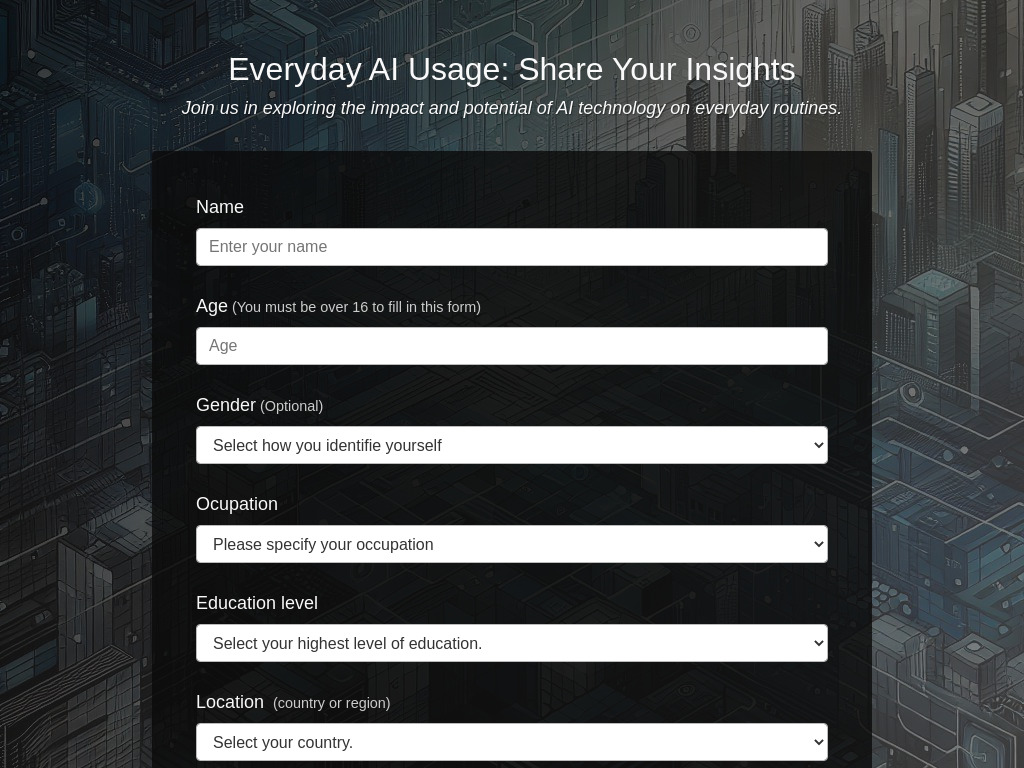 Everyday AI Usage: Share Your Insights
Join us in exploring the impact and potential of AI technology on everyday routines.
Name
Enter your name
Age (You must be over 16 to fill in this form)
Age
Gender (Optional)
Select how you identifie yourself
Ocupation
Please specify your occupation
Education level
Select your highest level of education.
Location (country or region)
Select your country.